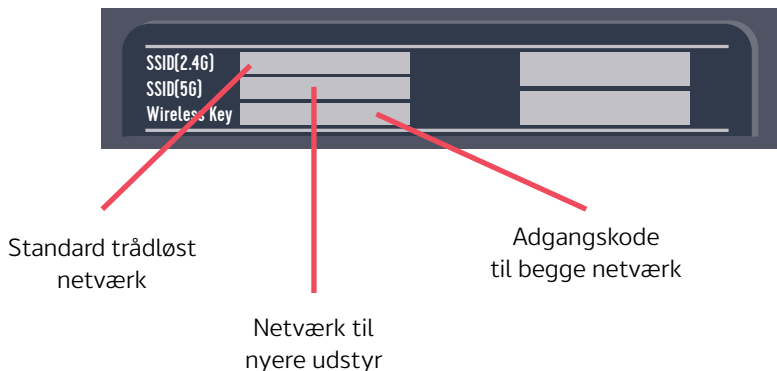 SSID(2.4G)
SSID(5G)
Wireless Key
Standard trådløst
netværk
Adgangskode
til begge netværk
Netværk til
nyere udstyr